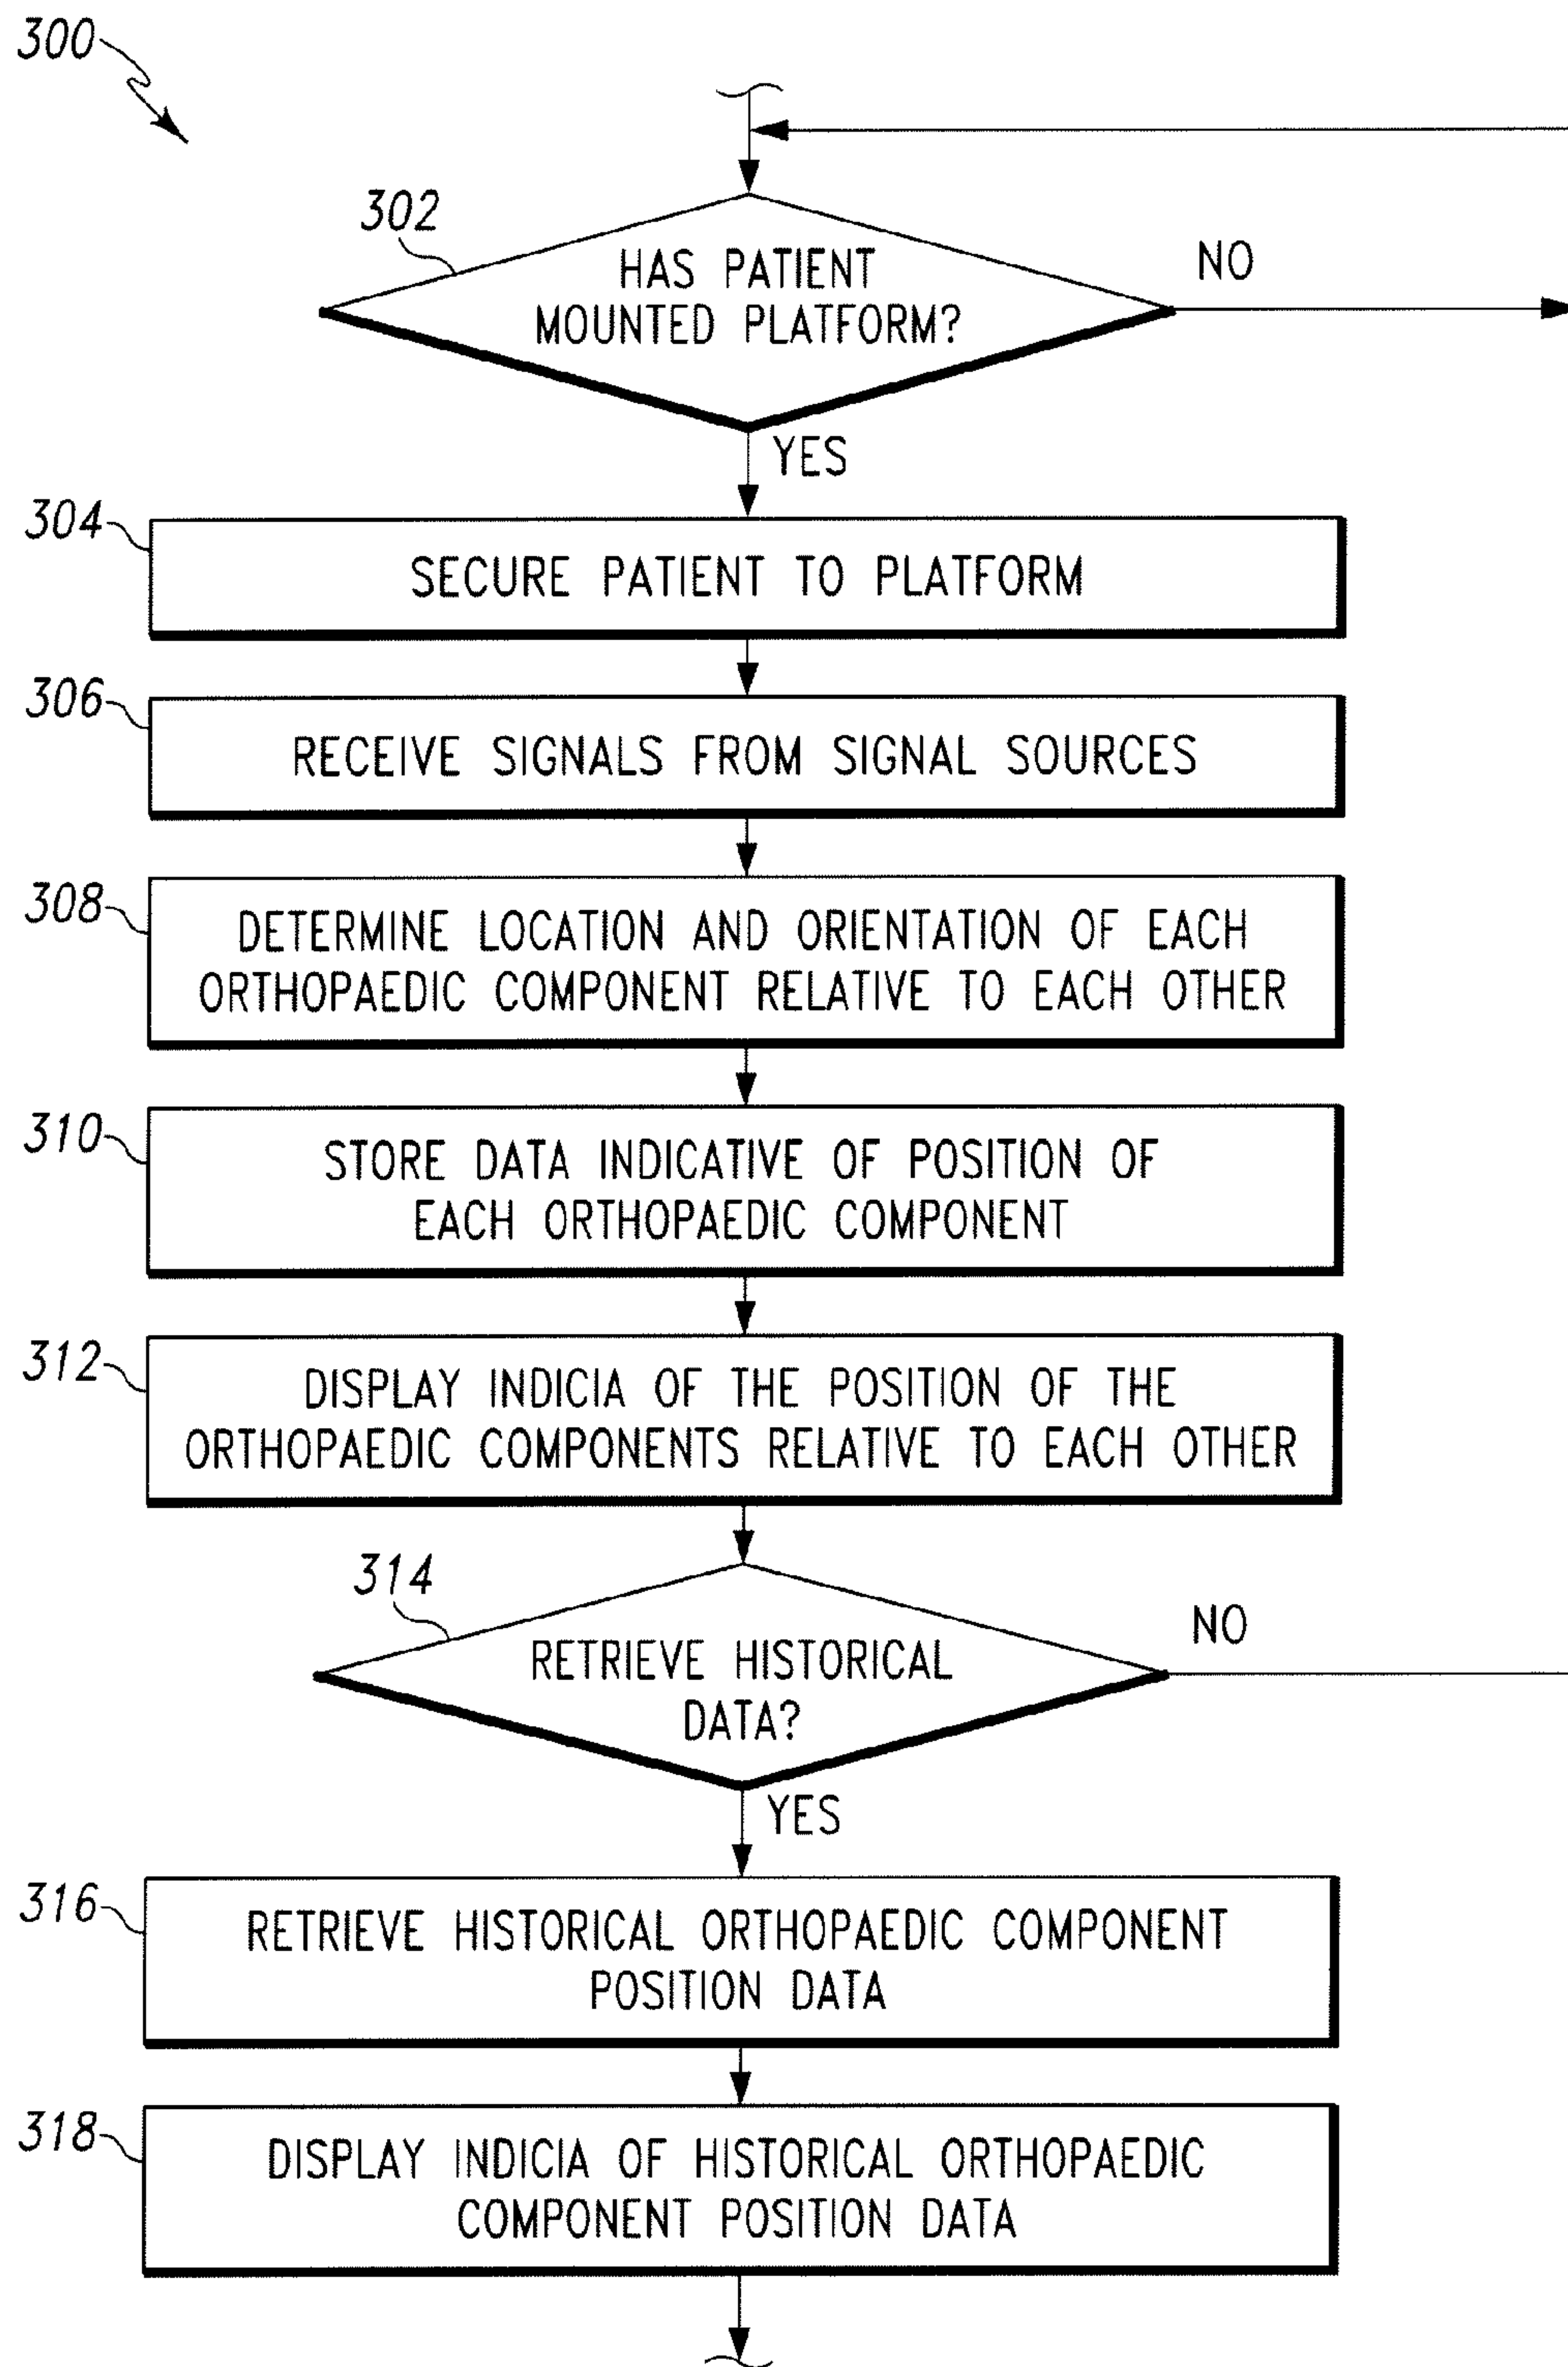 300
302
HAS PATIENT
MOUNTED PLATFORM?
NO
YES
304
SECURE PATIENT TO PLATFORM
306
RECEIVE SIGNALS FROM SIGNAL SOURCES
308
DETERMINE LOCATION AND ORIENTATION OF EACH
ORTHOPAEDIC COMPONENT RELATIVE TO EACH OTHER
310
STORE DATA INDICATIVE OF POSITION OF
EACH ORTHOPAEDIC COMPONENT
312
DISPLAY INDICIA OF THE POSITION OF THE
ORTHOPAEDIC COMPONENTS RELATIVE TO EACH OTHER
314
RETRIEVE HISTORICAL
DATA?
NO
YES
316
RETRIEVE HISTORICAL ORTHOPAEDIC COMPONENT
POSITION DATA
318
DISPLAY INDICIA OF HISTORICAL ORTHOPAEDIC
COMPONENT POSITION DATA